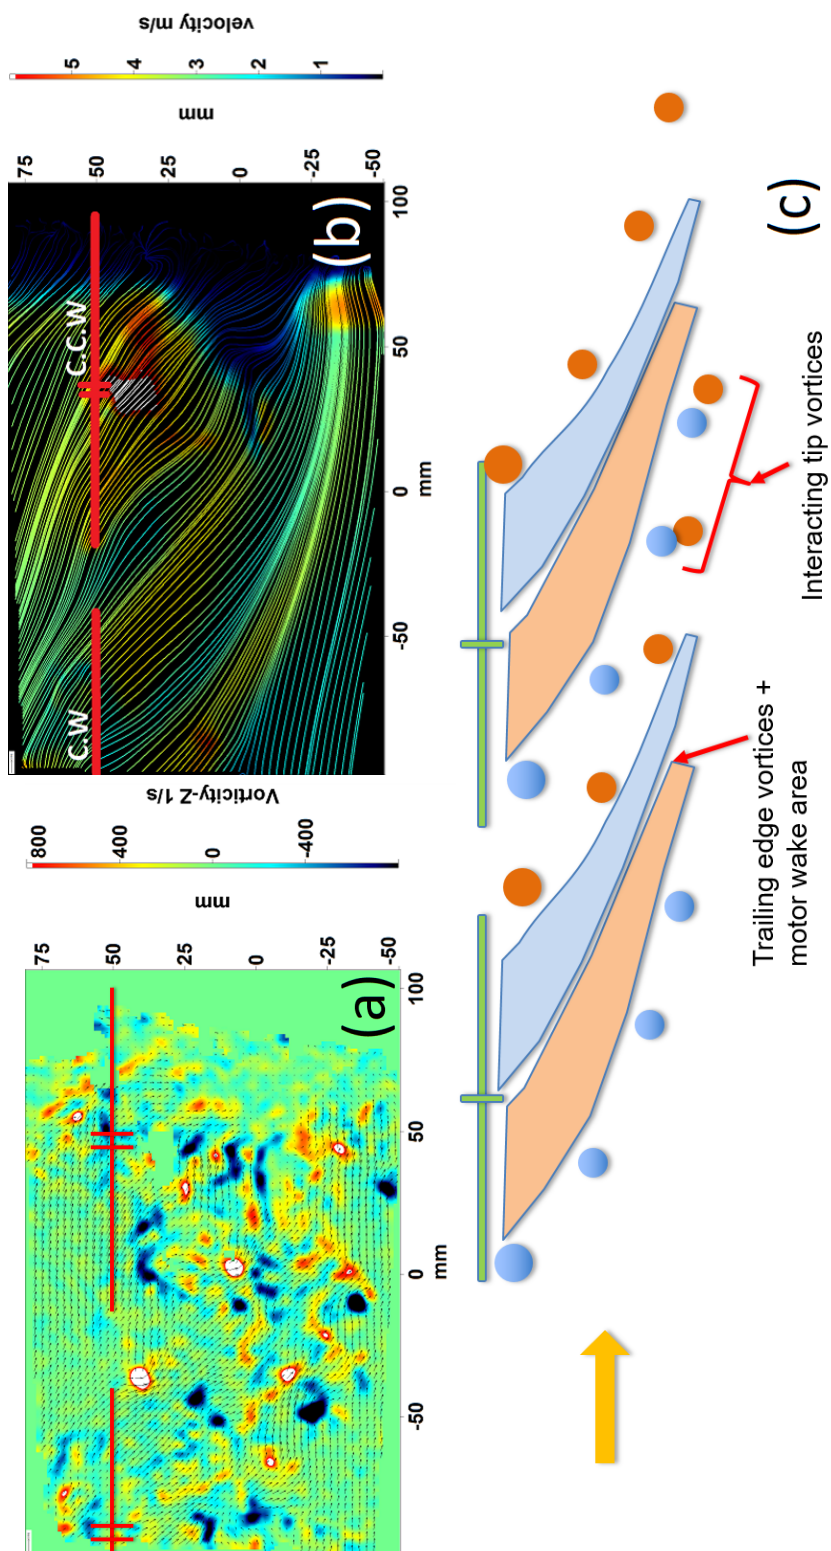 75
50
25
0
-25
-50
mm
-50
0
50
100
mm
(a)
800
400
0
-400
Vorticity-Z 1/s
C.W
C.C.W
75
50
25
0
-25
-50
mm
-50
0
50
100
mm
(b)
5
4
3
2
1
velocity m/s
Trailing edge vortices +
motor wake area
Interacting tip vortices
(c)